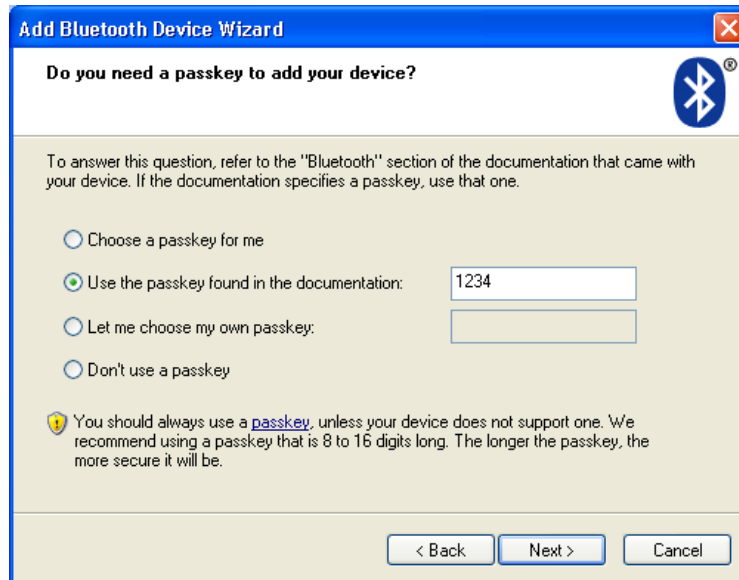 Add Bluetooth Device Wizard
Do you need a passkey to add your device?
®
To answer this question, refer to the "Bluetooth" section of the documentation that came with
your device. If the documentation specifies a passkey, use that one.
Choose a passkey for me
Use the passkey found in the documentation: 1234
Let me choose my own passkey:
Don't use a passkey
You should always use a passkey, unless your device does not support one. We
recommend using a passkey that is 8 to 16 digits long. The longer the passkey, the
more secure it will be.
< Back Next > Cancel